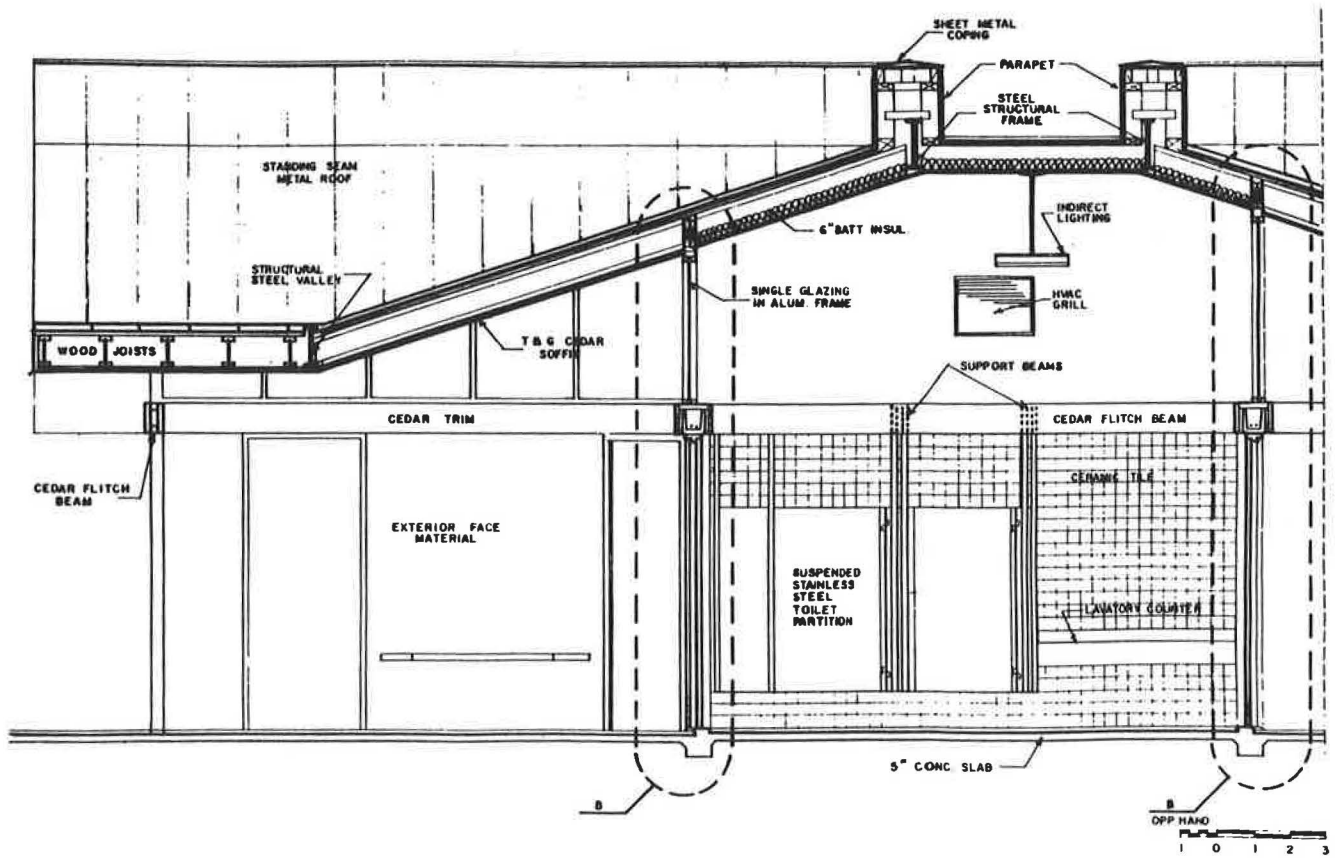 SHEET METAL
COPING
PARAPET
STEEL
STRUCTURAL
FRAME
STANDING SEAM
METAL ROOF
INDIRECT
LIGHTING
6" BATT INSUL.
STRUCTURAL
STEEL VALLEY
SINGLE GLAZING
IN ALUM. FRAME
HVAC
GRILL
WOOD JOISTS
T & G CEDAR
SOFFIT
SUPPORT BEAMS
CEDAR TRIM
CEDAR FLITCH BEAM
CEDAR FLITCH
BEAM
CERAMIC TILE
EXTERIOR FACE
MATERIAL
SUSPENDED
STAINLESS
STEEL
TOILET
PARTITION
LAVATORY COUNTER
5" CONC. SLAB
B
B
OPP HAND
1 0 1 2 3